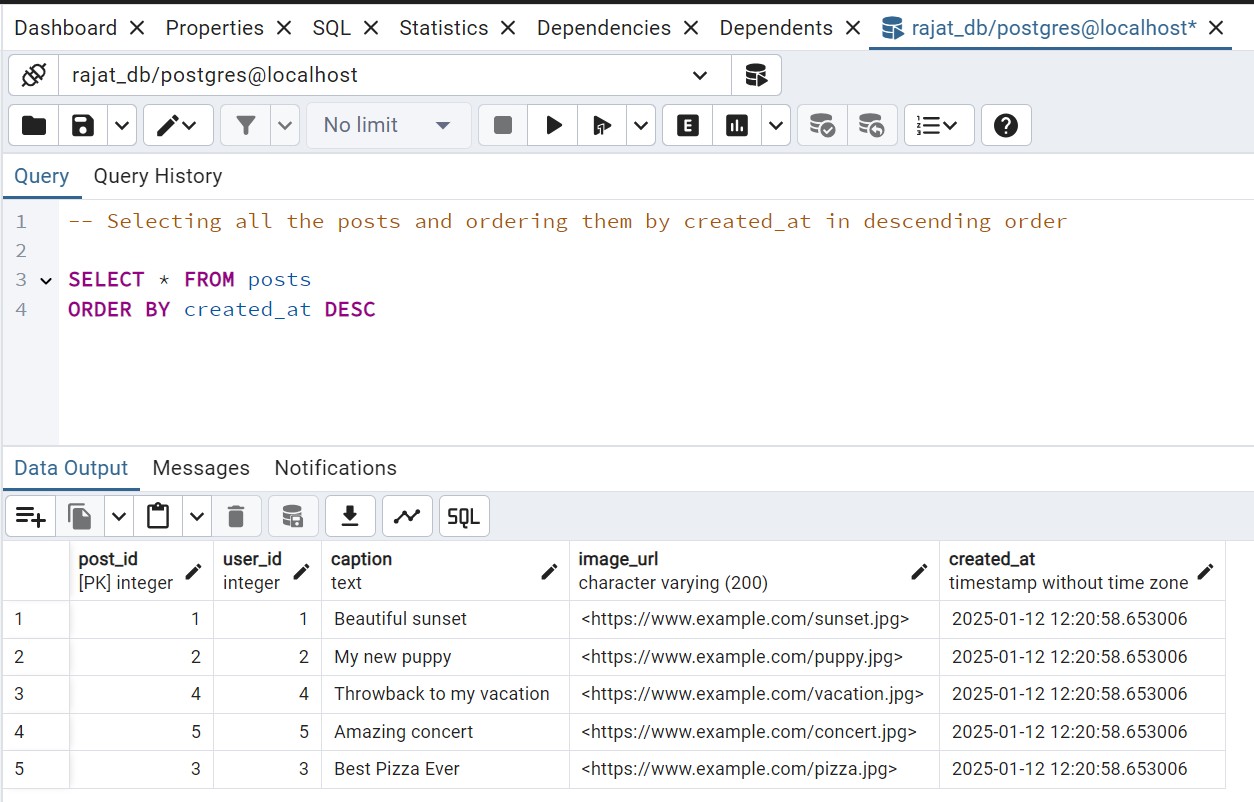 Dashboard Properties SQL Statistics Dependencies Dependents rajat_db/postgres@localhost*
rajat_db/postgres@localhost
No limit E
Query Query History
1 -- Selecting all the posts and ordering them by created_at in descending order
2
3 SELECT * FROM posts
4 ORDER BY created_at DESC
Data Output Messages Notifications
SQL
post_id user_id caption image_url created_at
[PK] integer integer text character varying (200) timestamp without time zone
1 1 1 Beautiful sunset <https://www.example.com/sunset.jpg> 2025-01-12 12:20:58.653006
2 2 2 My new puppy <https://www.example.com/puppy.jpg> 2025-01-12 12:20:58.653006
3 4 4 Throwback to my vacation <https://www.example.com/vacation.jpg> 2025-01-12 12:20:58.653006
4 5 5 Amazing concert <https://www.example.com/concert.jpg> 2025-01-12 12:20:58.653006
5 3 3 Best Pizza Ever <https://www.example.com/pizza.jpg> 2025-01-12 12:20:58.653006